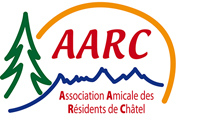 AARC
Association Amicale des
Résidents de Châtel